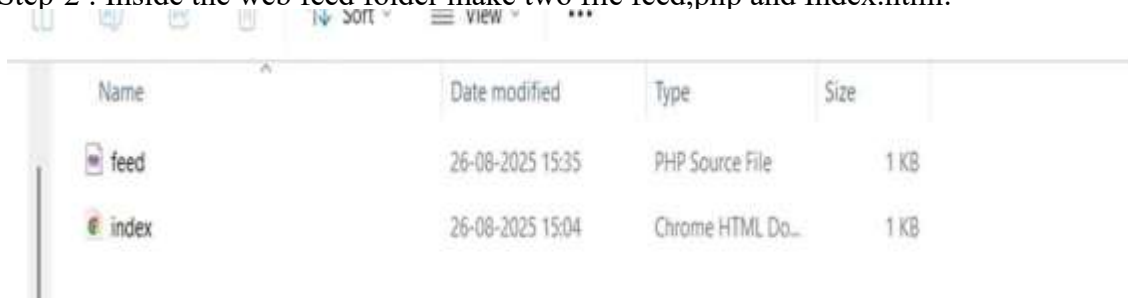 Step-2 : Inside the web feed folder make two file feed,php and Index.html.
Sort View ...
Name Date modified Type Size
feed 26-08-2025 15:35 PHP Source File 1 KB
index 26-08-2025 15:04 Chrome HTML Do... 1 KB